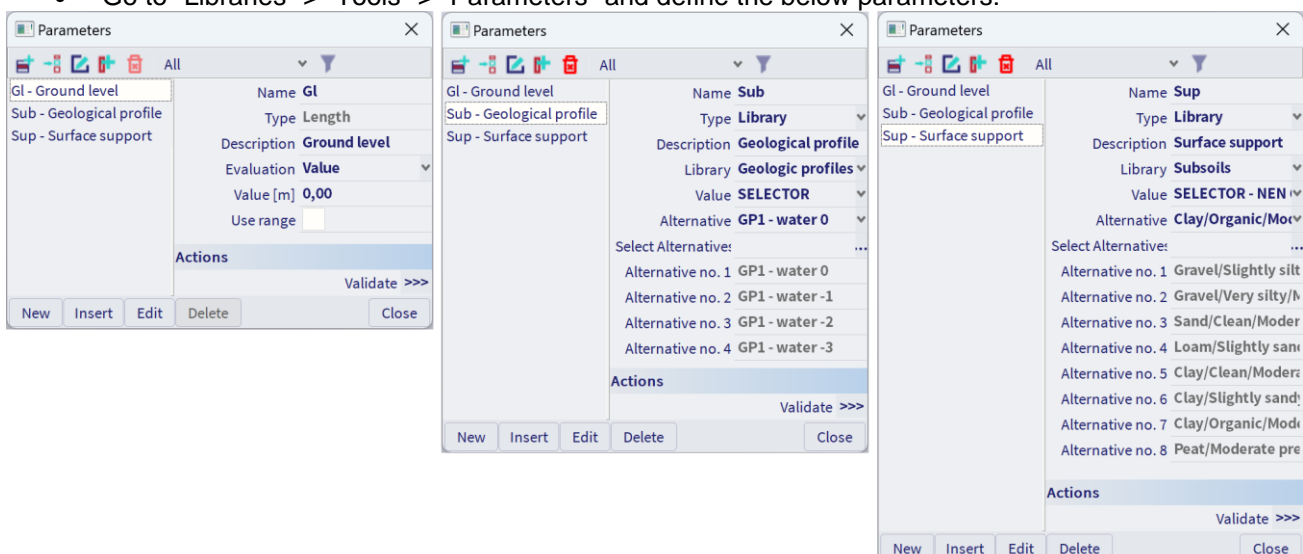 Go to "Libraries" > "Tools" > "Parameters" and define the below parameters.
Parameters
All
Gl - Ground level
Sub - Geological profile
Sup - Surface support
Name Gl
Type Length
Description Ground level
Evaluation Value
Value [m] 0,00
Use range
Actions
Validate >>>
New Insert Edit Delete Close
Parameters
All
Gl - Ground level
Sub - Geological profile
Sup - Surface support
Name Sub
Type Library
Description Geological profile
Library Geologic profiles
Value SELECTOR
Alternative GP1 - water 0
Select Alternatives ...
Alternative no. 1 GP1 - water 0
Alternative no. 2 GP1 - water -1
Alternative no. 3 GP1 - water -2
Alternative no. 4 GP1 - water -3
Actions
Validate >>>
New Insert Edit Delete Close
Parameters
All
Gl - Ground level
Sub - Geological profile
Sup - Surface support
Name Sup
Type Library
Description Surface support
Library Subsoils
Value SELECTOR - NEN
Alternative Clay/Organic/Mo
Select Alternatives ...
Alternative no. 1 Gravel/Slightly silt
Alternative no. 2 Gravel/Very silty/
Alternative no. 3 Sand/Clean/Moder
Alternative no. 4 Loam/Slightly san
Alternative no. 5 Clay/Clean/Modera
Alternative no. 6 Clay/Slightly sandy
Alternative no. 7 Clay/Organic/Mod
Alternative no. 8 Peat/Moderate pre
Actions
Validate >>>
New Insert Edit Delete Close